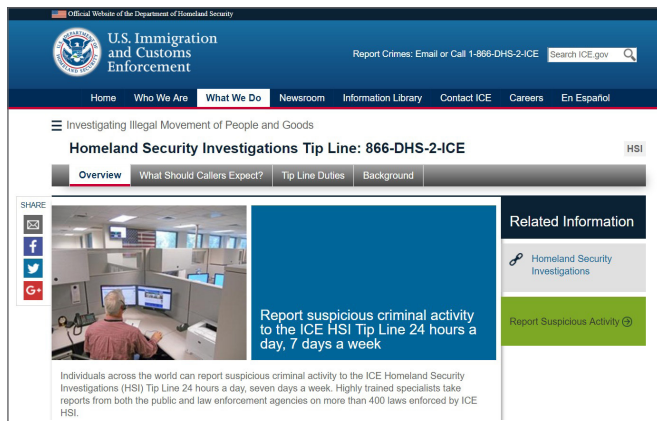 Official Website of the Department of Homeland Security
U.S. Immigration
and Customs
Enforcement
Report Crimes: Email or Call 1-866-DHS-2-ICE
Search ICE.gov
Home Who We Are What We Do Newsroom Information Library Contact ICE Careers En Español
Investigating Illegal Movement of People and Goods
Homeland Security Investigations Tip Line: 866-DHS-2-ICE
HSI
Overview What Should Callers Expect? Tip Line Duties Background
SHARE
f
G+
Report suspicious criminal activity
to the ICE HSI Tip Line 24 hours a
day, 7 days a week
Related Information
Homeland Security
Investigations
Report Suspicious Activity
Individuals across the world can report suspicious criminal activity to the ICE Homeland Security
Investigations (HSI) Tip Line 24 hours a day, seven days a week. Highly trained specialists take
reports from both the public and law enforcement agencies on more than 400 laws enforced by ICE
HSI.